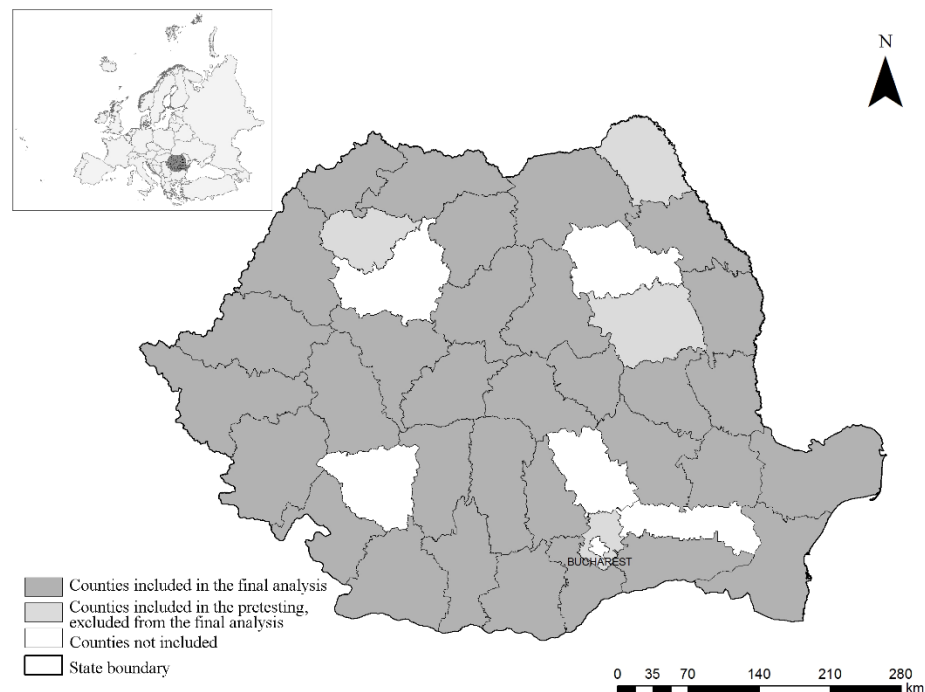 N
BUCHAREST
Counties included in the final analysis
Counties included in the pretesting,
excluded from the final analysis
Counties not included
State boundary
0 35 70 140 210 280
km